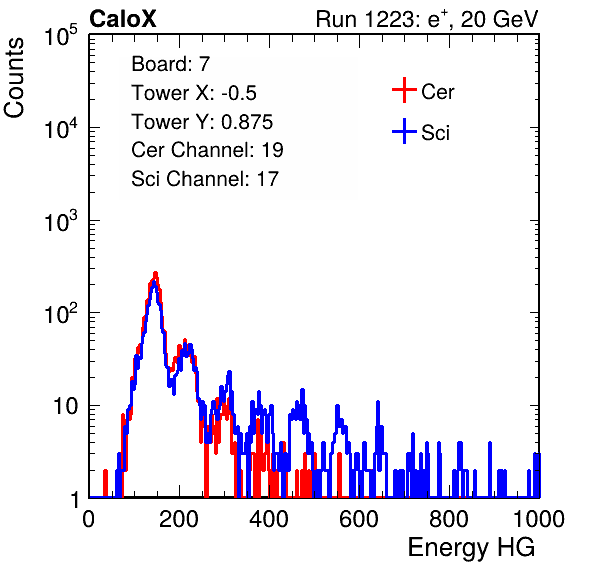 CaloX Run 1223: e⁺, 20 GeV
Counts
Board: 7
Tower X: -0.5
Tower Y: 0.875
Cer Channel: 19
Sci Channel: 17
Cer
Sci
10⁵
10⁴
10³
10²
10
1
0 200 400 600 800 1000
Energy HG